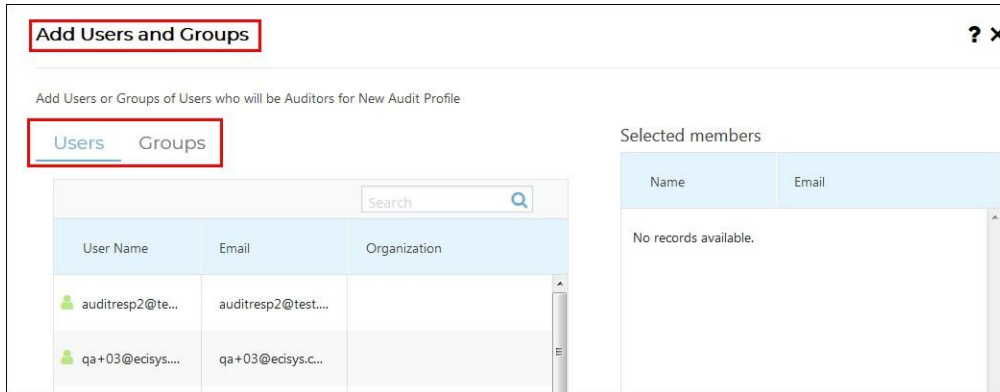 Add Users and Groups
? ×
Add Users or Groups of Users who will be Auditors for New Audit Profile
Users Groups
Selected members
Search
Name Email
User Name Email Organization
No records available.
auditresp2@te... auditresp2@test....
qa+03@ecisys.... qa+03@ecisys.c...